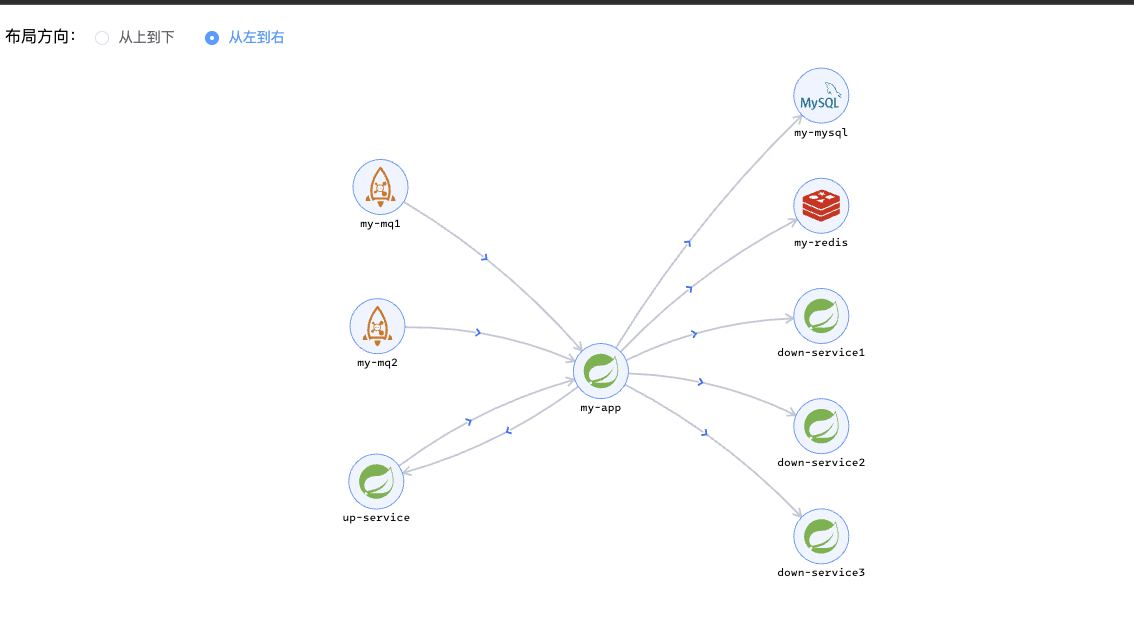 布局方向: 从上到下 从左到右
MySQL
my-mysql
my-mq1
my-redis
my-mq2
down-service1
my-app
down-service2
up-service
down-service3